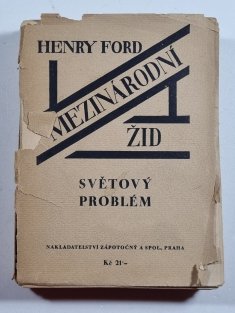 HENRY FORD
MEZINÁRODNÍ
ŽID
SVĚTOVÝ
PROBLÉM
NAKLADATELSTVÍ ZÁPOTOČNÝ A SPOL., PRAHA
Kč 21·–